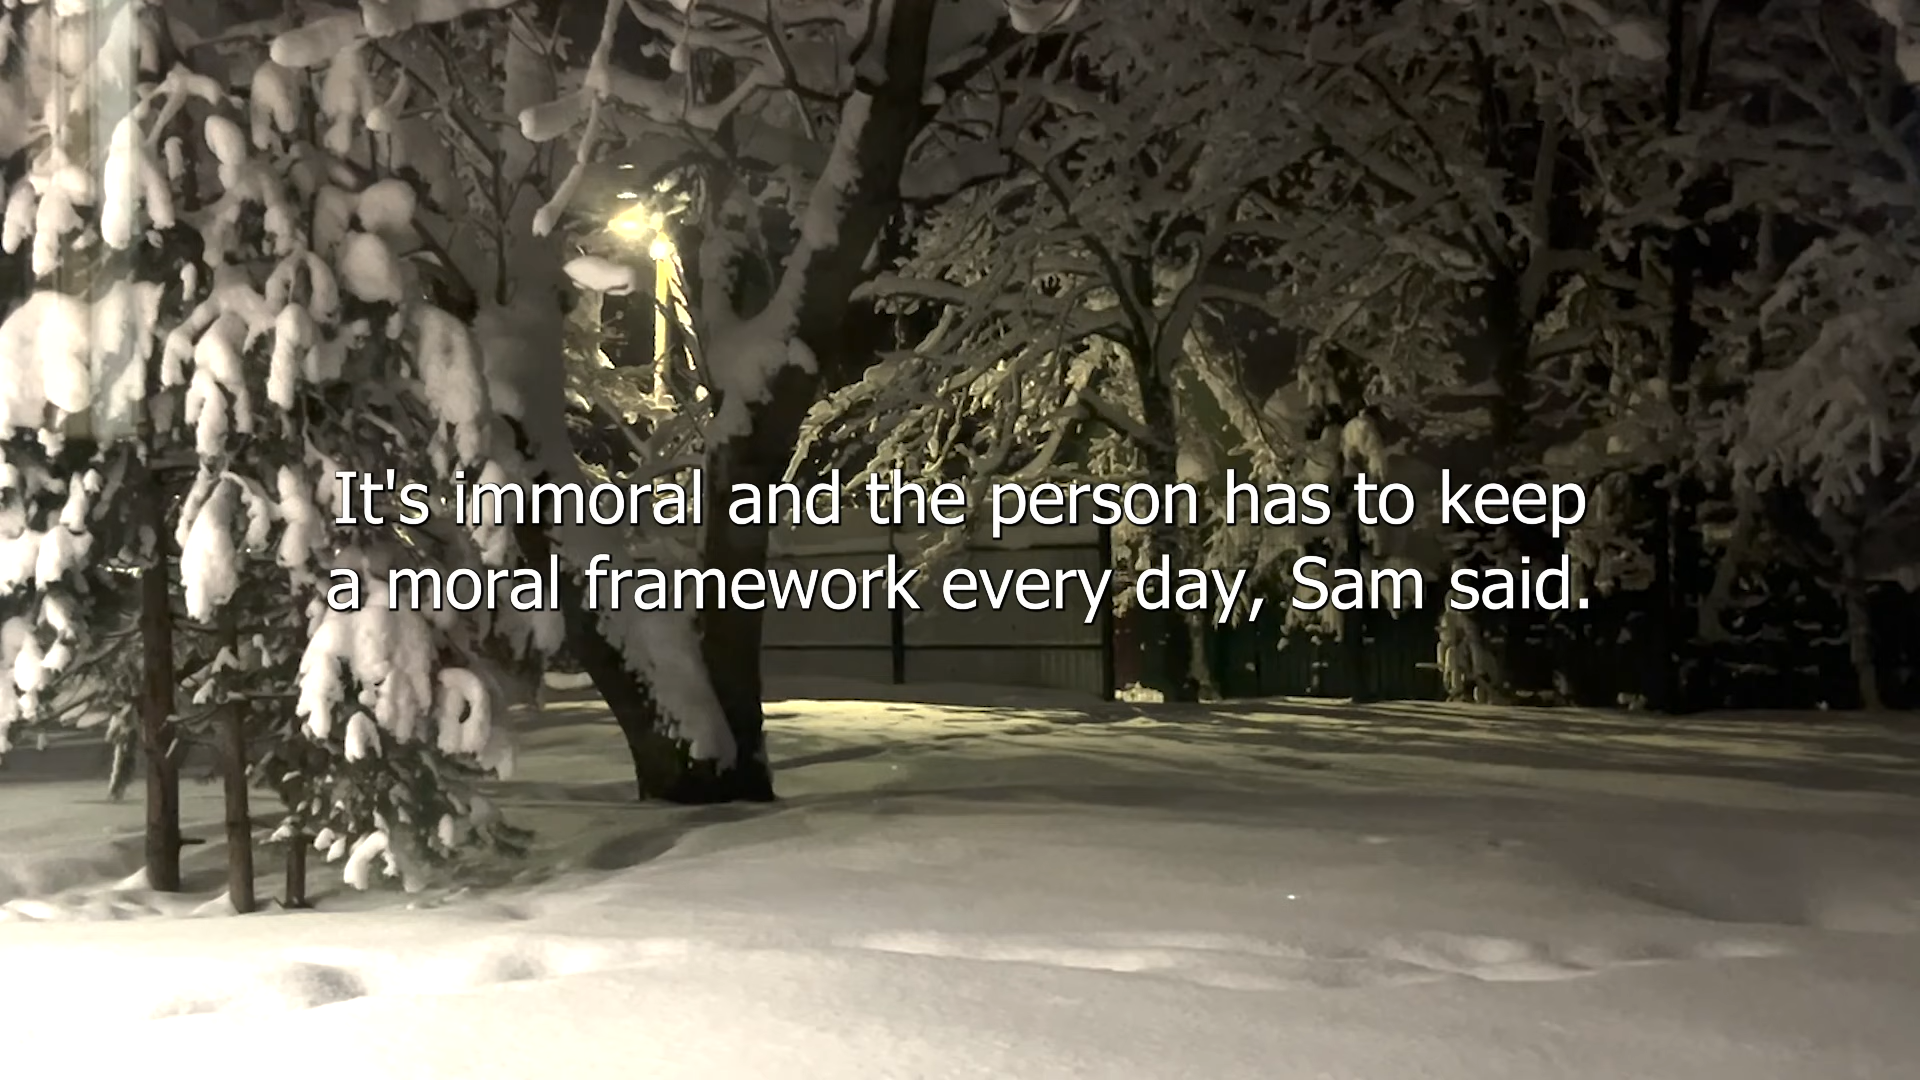 It's immoral and the person has to keep
a moral framework every day, Sam said.